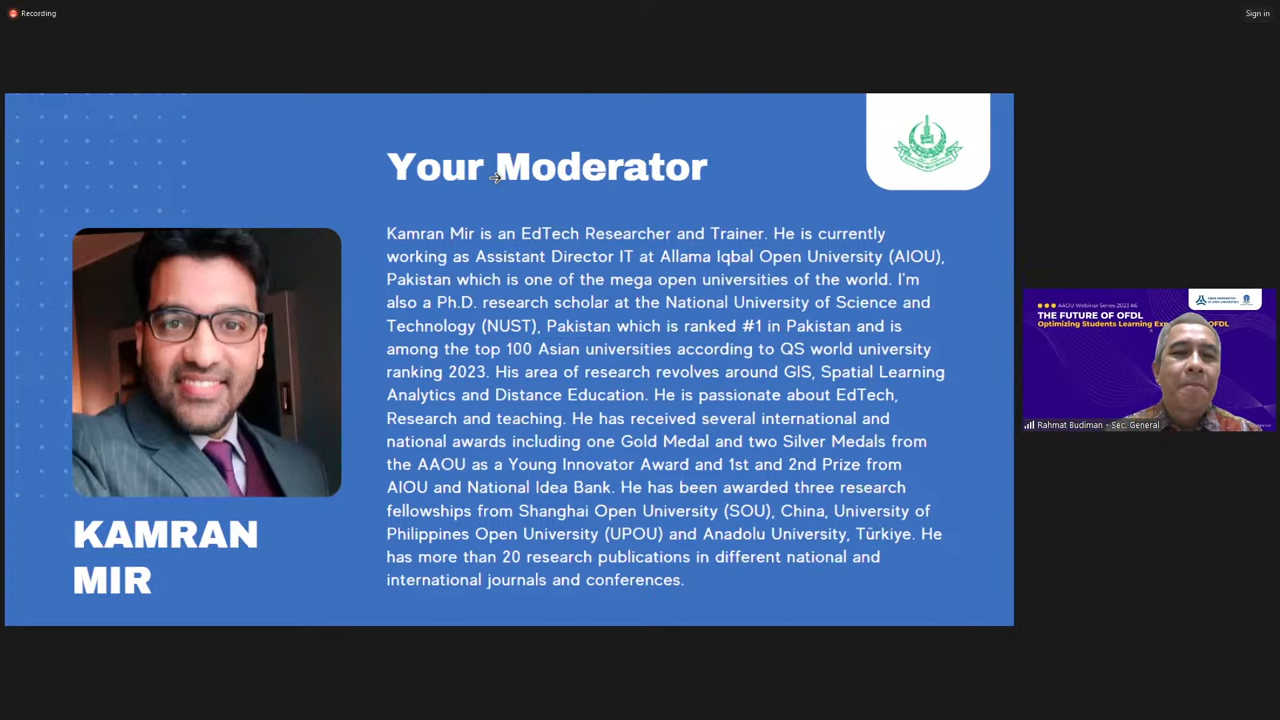 Recording
Sign in
Your Moderator
Kamran Mir is an EdTech Researcher and Trainer. He is currently
working as Assistant Director IT at Allama Iqbal Open University (AIOU),
Pakistan which is one of the mega open universities of the world. I'm
also a Ph.D. research scholar at the National University of Science and
Technology (NUST), Pakistan which is ranked #1 in Pakistan and is
among the top 100 Asian universities according to QS world university
ranking 2023. His area of research revolves around GIS, Spatial Learning
Analytics and Distance Education. He is passionate about EdTech,
Research and teaching. He has received several international and
national awards including one Gold Medal and two Silver Medals from
the AAOU as a Young Innovator Award and 1st and 2nd Prize from
AIOU and National Idea Bank. He has been awarded three research
fellowships from Shanghai Open University (SOU), China, University of
Philippines Open University (UPOU) and Anadolu University, Türkiye. He
has more than 20 research publications in different national and
international journals and conferences.
KAMRAN
MIR
AAOU Webinar Series 2023 #6
THE FUTURE OF OFDL
Optimizing Students Learning OFDL
Rahmat Budiman - Sec. General